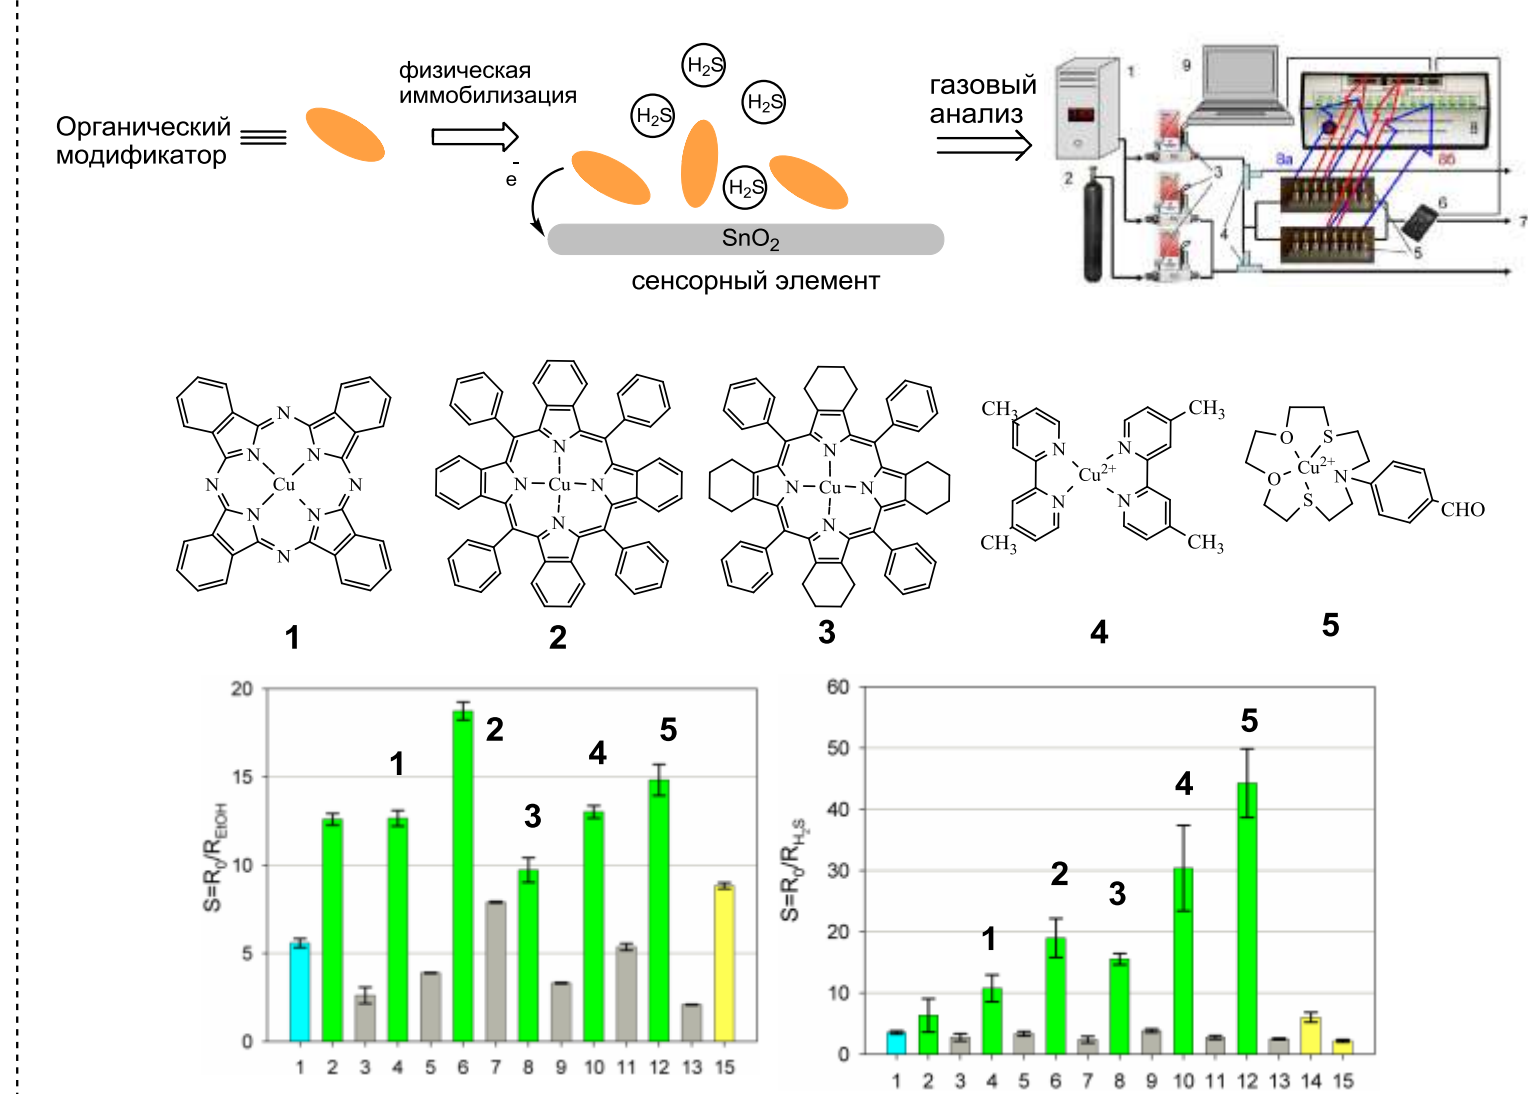 Органический
модификатор
физическая
иммобилизация
e
-
H2S
H2S
H2S
H2S
SnO2
сенсорный элемент
газовый
анализ
1
9
2
3
4
5
6
7
8
8а
8б
N
N
N
N
N
N
N
N
Cu
1
N
N
N
N
Cu
2
N
N
N
N
Cu
3
CH3
CH3
CH3
CH3
N
N
N
N
Cu2+
4
O
S
O
S
N
Cu2+
CHO
5
S=R0/REtOH
20
15
10
5
0
1
2
3
4
5
1 2 3 4 5 6 7 8 9 10 11 12 13 15
S=R0/RH2S
60
50
40
30
20
10
0
1
2
3
4
5
1 2 3 4 5 6 7 8 9 10 11 12 13 14 15